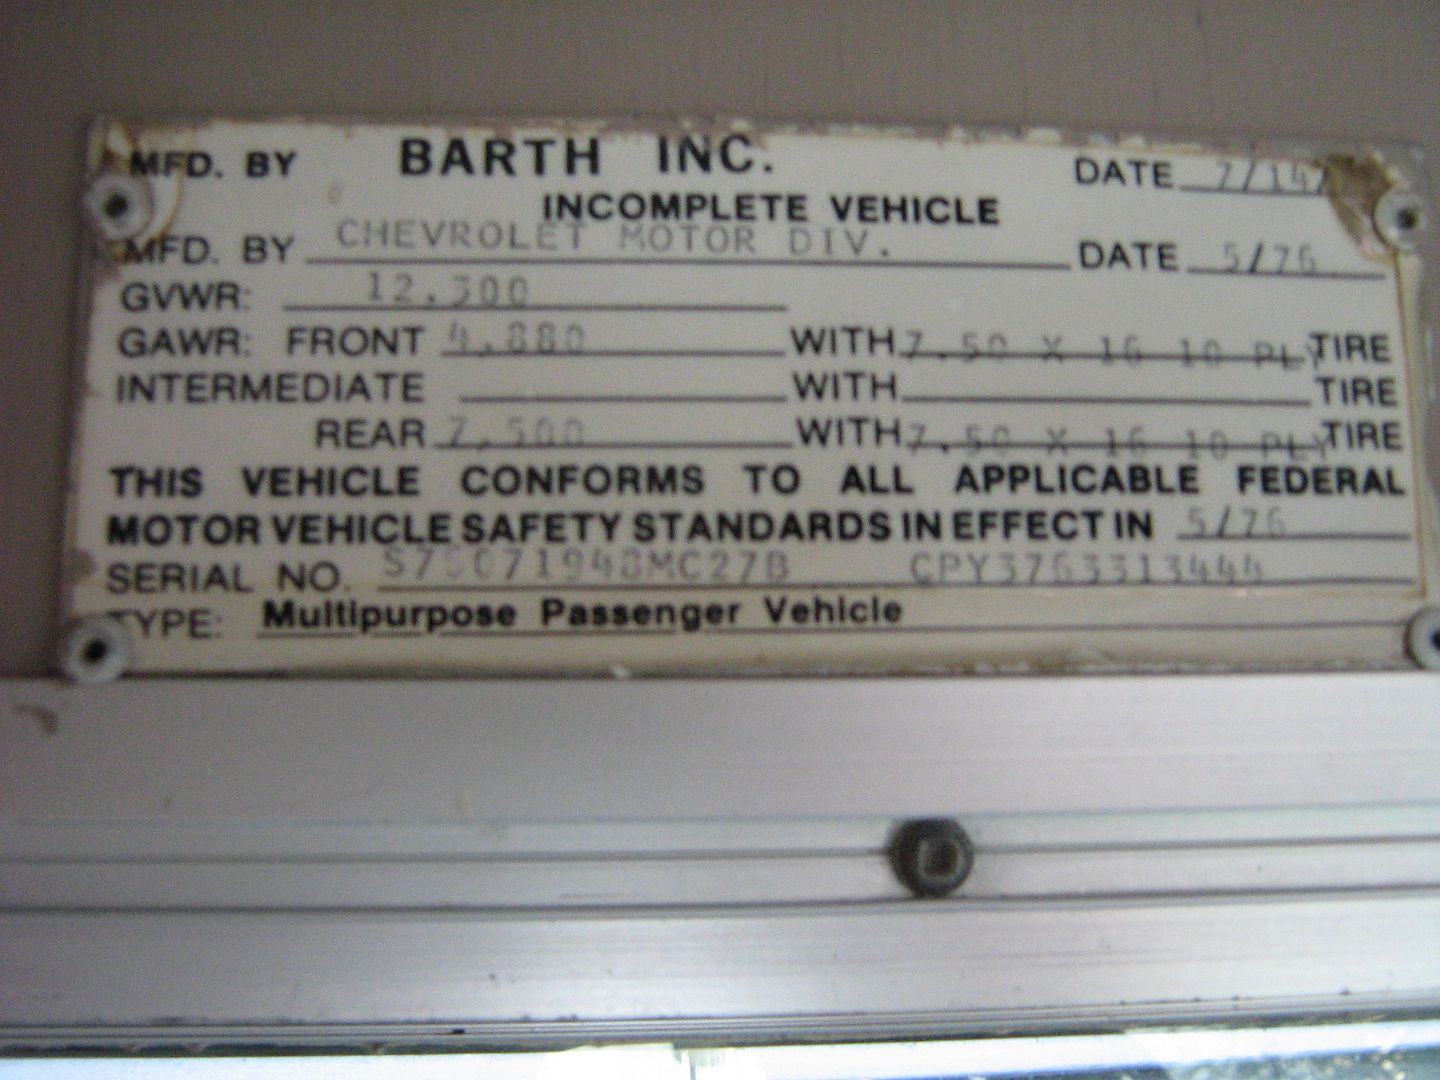 MFD. BY BARTH INC. DATE 7/14/
INCOMPLETE VEHICLE
MFD. BY CHEVROLET MOTOR DIV. DATE 5/76
GVWR: 12.300
GAWR: FRONT 4,880 WITH 7.50 X 16 10 PLY TIRE
INTERMEDIATE WITH TIRE
REAR 7,500 WITH 7.50 X 16 10 PLY TIRE
THIS VEHICLE CONFORMS TO ALL APPLICABLE FEDERAL
MOTOR VEHICLE SAFETY STANDARDS IN EFFECT IN 5/76
SERIAL NO. CPY3763313444
TYPE: Multipurpose Passenger Vehicle